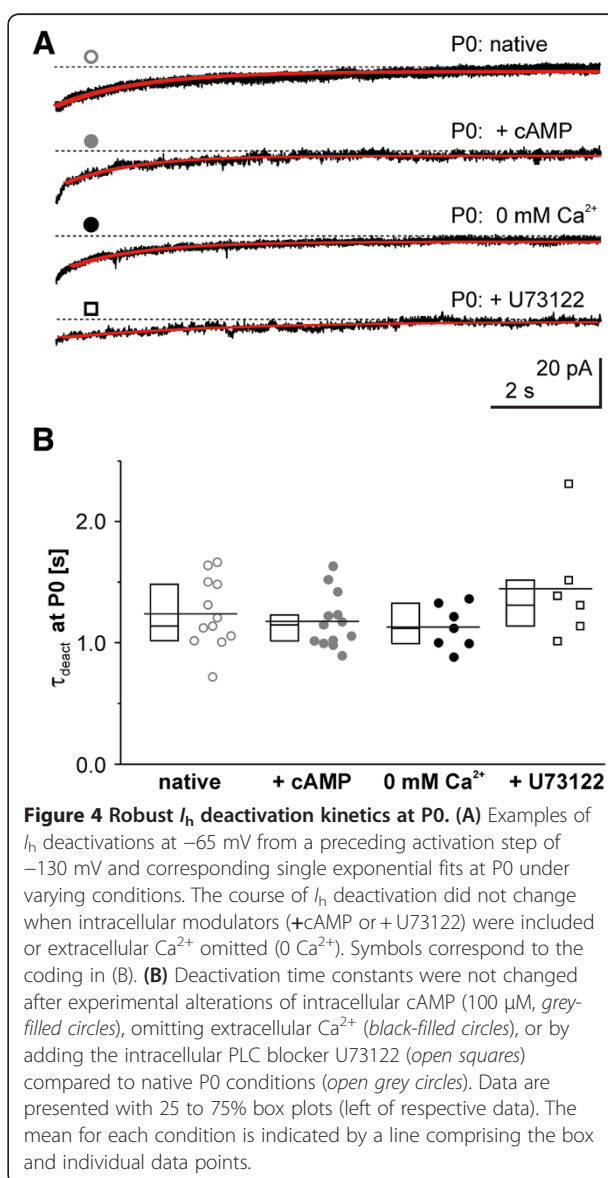 A
P0: native
P0: + cAMP
P0: 0 mM Ca²⁺
P0: + U73122
20 pA
2 s
B
τdeact at P0 [s]
2.0
1.0
0.0
native
+ cAMP
0 mM Ca²⁺
+ U73122
Figure 4 Robust Ih deactivation kinetics at P0. (A) Examples of
Ih deactivations at −65 mV from a preceding activation step of
−130 mV and corresponding single exponential fits at P0 under
varying conditions. The course of Ih deactivation did not change
when intracellular modulators (+cAMP or + U73122) were included
or extracellular Ca²⁺ omitted (0 Ca²⁺). Symbols correspond to the
coding in (B). (B) Deactivation time constants were not changed
after experimental alterations of intracellular cAMP (100 μM, grey-
filled circles), omitting extracellular Ca²⁺ (black-filled circles), or by
adding the intracellular PLC blocker U73122 (open squares)
compared to native P0 conditions (open grey circles). Data are
presented with 25 to 75% box plots (left of respective data). The
mean for each condition is indicated by a line comprising the box
and individual data points.